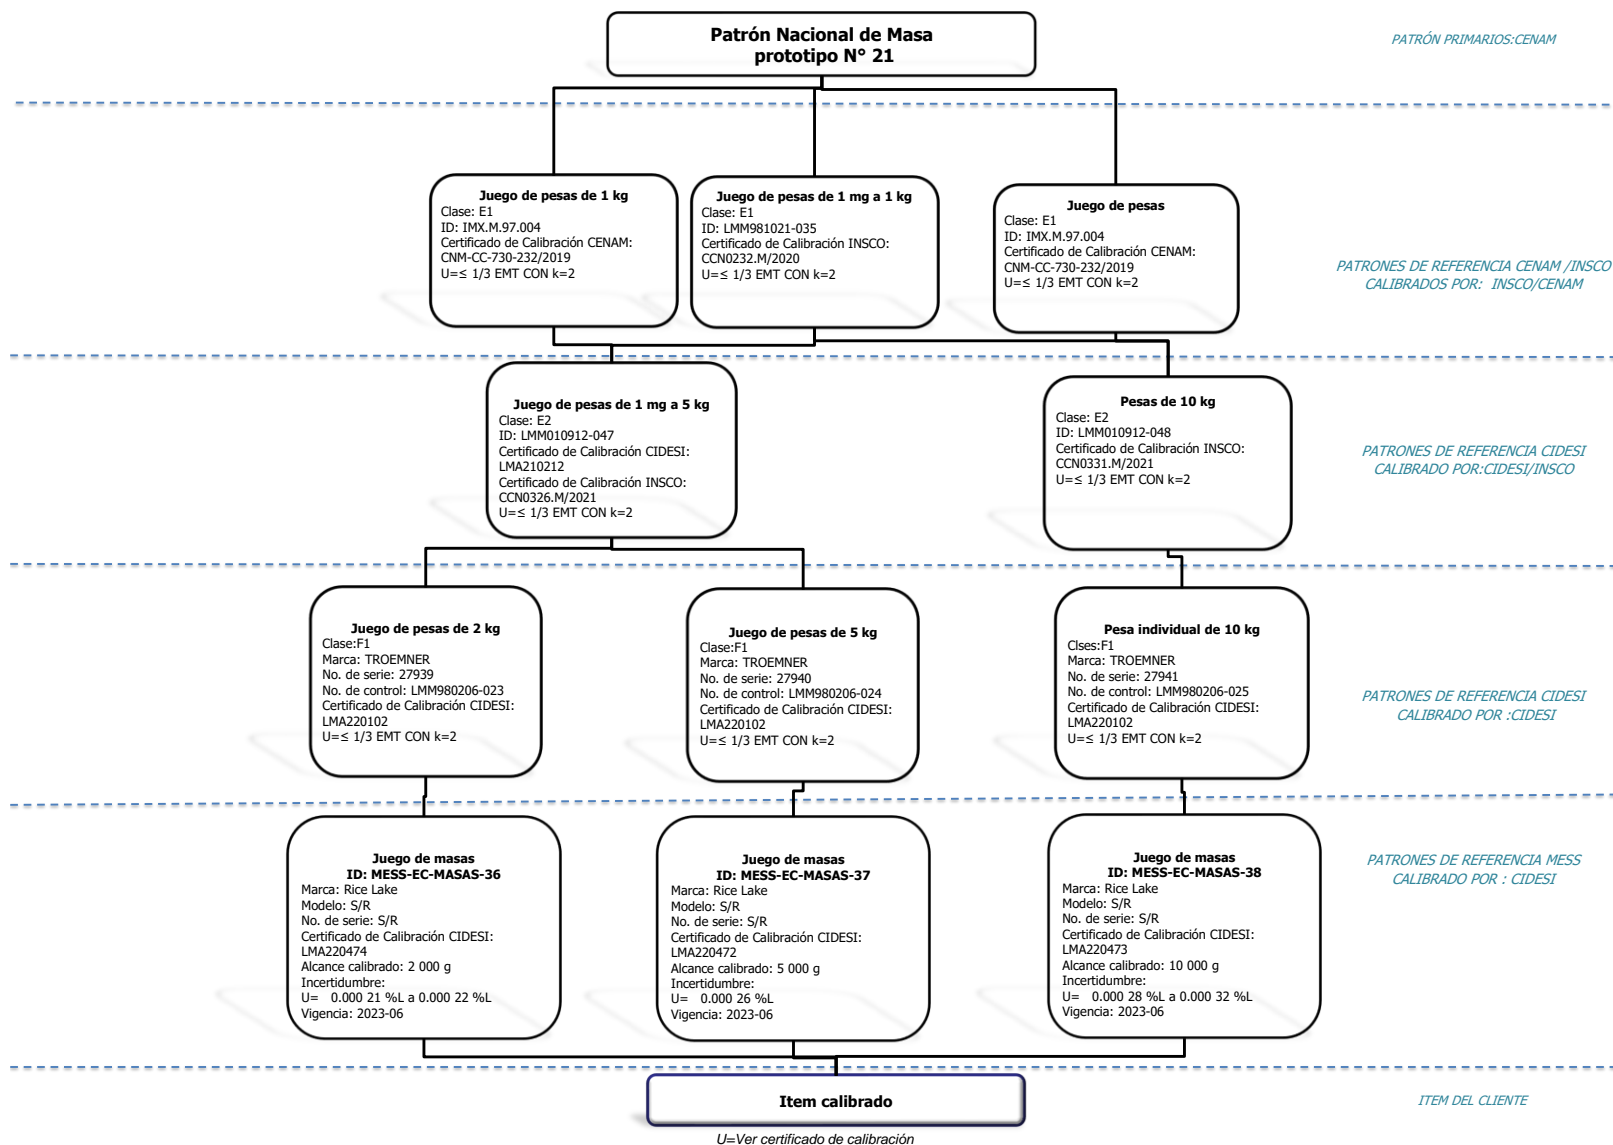 Patrón Nacional de Masa
prototipo N° 21
PATRÓN PRIMARIOS:CENAM
Juego de pesas de 1 kg
Clase: E1
ID: IMX.M.97.004
Certificado de Calibración CENAM:
CNM-CC-730-232/2019
U=≤ 1/3 EMT CON k=2
Juego de pesas de 1 mg a 1 kg
Clase: E1
ID: LMM981021-035
Certificado de Calibración INSCO:
CCN0232.M/2020
U=≤ 1/3 EMT CON k=2
Juego de pesas
Clase: E1
ID: IMX.M.97.004
Certificado de Calibración CENAM:
CNM-CC-730-232/2019
U=≤ 1/3 EMT CON k=2
PATRONES DE REFERENCIA CENAM /INSCO
CALIBRADOS POR: INSCO/CENAM
Juego de pesas de 1 mg a 5 kg
Clase: E2
ID: LMM010912-047
Certificado de Calibración CIDESI:
LMA210212
Certificado de Calibración INSCO:
CCN0326.M/2021
U=≤ 1/3 EMT CON k=2
Pesas de 10 kg
Clase: E2
ID: LMM010912-048
Certificado de Calibración INSCO:
CCN0331.M/2021
U=≤ 1/3 EMT CON k=2
PATRONES DE REFERENCIA CIDESI
CALIBRADO POR:CIDESI/INSCO
Juego de pesas de 2 kg
Clase:F1
Marca: TROEMNER
No. de serie: 27939
No. de control: LMM980206-023
Certificado de Calibración CIDESI:
LMA220102
U=≤ 1/3 EMT CON k=2
Juego de pesas de 5 kg
Clase:F1
Marca: TROEMNER
No. de serie: 27940
No. de control: LMM980206-024
Certificado de Calibración CIDESI:
LMA220102
U=≤ 1/3 EMT CON k=2
Pesa individual de 10 kg
Clses:F1
Marca: TROEMNER
No. de serie: 27941
No. de control: LMM980206-025
Certificado de Calibración CIDESI:
LMA220102
U=≤ 1/3 EMT CON k=2
PATRONES DE REFERENCIA CIDESI
CALIBRADO POR :CIDESI
Juego de masas
ID: MESS-EC-MASAS-36
Marca: Rice Lake
Modelo: S/R
No. de serie: S/R
Certificado de Calibración CIDESI:
LMA220474
Alcance calibrado: 2 000 g
Incertidumbre:
U= 0.000 21 %L a 0.000 22 %L
Vigencia: 2023-06
Juego de masas
ID: MESS-EC-MASAS-37
Marca: Rice Lake
Modelo: S/R
No. de serie: S/R
Certificado de Calibración CIDESI:
LMA220472
Alcance calibrado: 5 000 g
Incertidumbre:
U= 0.000 26 %L
Vigencia: 2023-06
Juego de masas
ID: MESS-EC-MASAS-38
Marca: Rice Lake
Modelo: S/R
No. de serie: S/R
Certificado de Calibración CIDESI:
LMA220473
Alcance calibrado: 10 000 g
Incertidumbre:
U= 0.000 28 %L a 0.000 32 %L
Vigencia: 2023-06
PATRONES DE REFERENCIA MESS
CALIBRADO POR : CIDESI
Item calibrado
ITEM DEL CLIENTE
U=Ver certificado de calibración